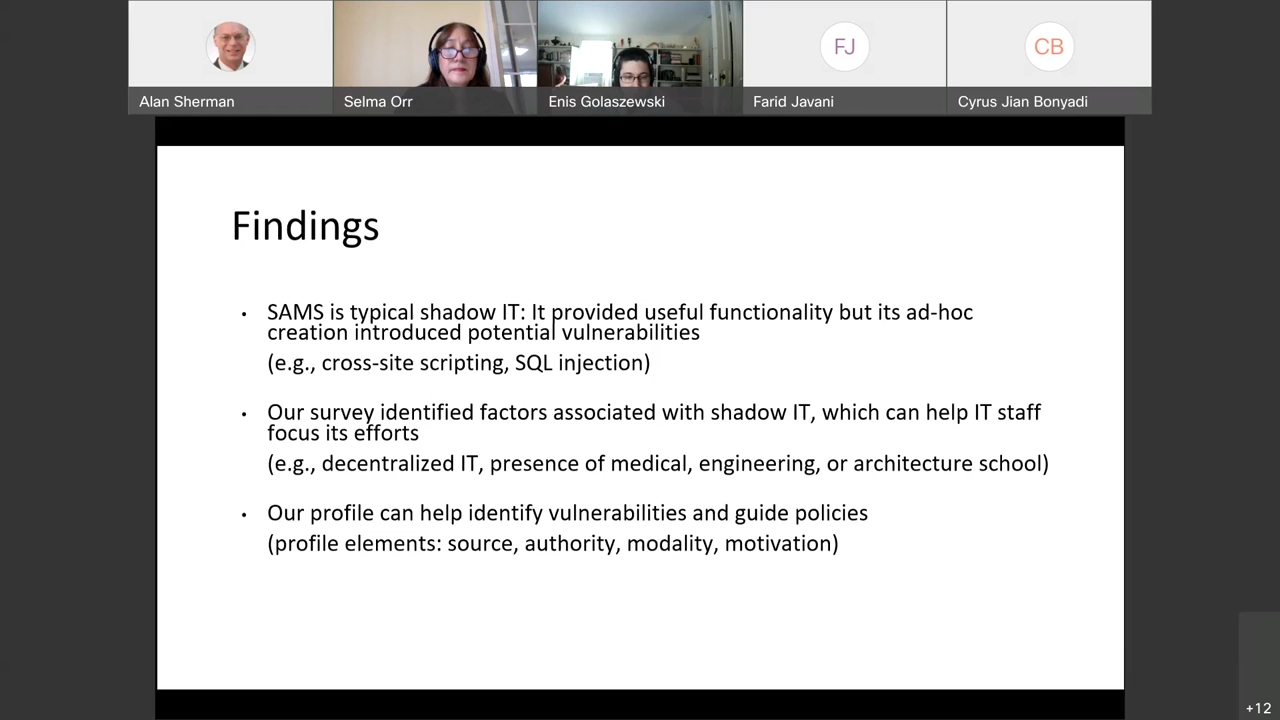 FJ
CB
Alan Sherman
Selma Orr
Enis Golaszewski
Farid Javani
Cyrus Jian Bonyadi
Findings
• SAMS is typical shadow IT: It provided useful functionality but its ad-hoc
creation introduced potential vulnerabilities
(e.g., cross-site scripting, SQL injection)
• Our survey identified factors associated with shadow IT, which can help IT staff
focus its efforts
(e.g., decentralized IT, presence of medical, engineering, or architecture school)
• Our profile can help identify vulnerabilities and guide policies
(profile elements: source, authority, modality, motivation)
+12